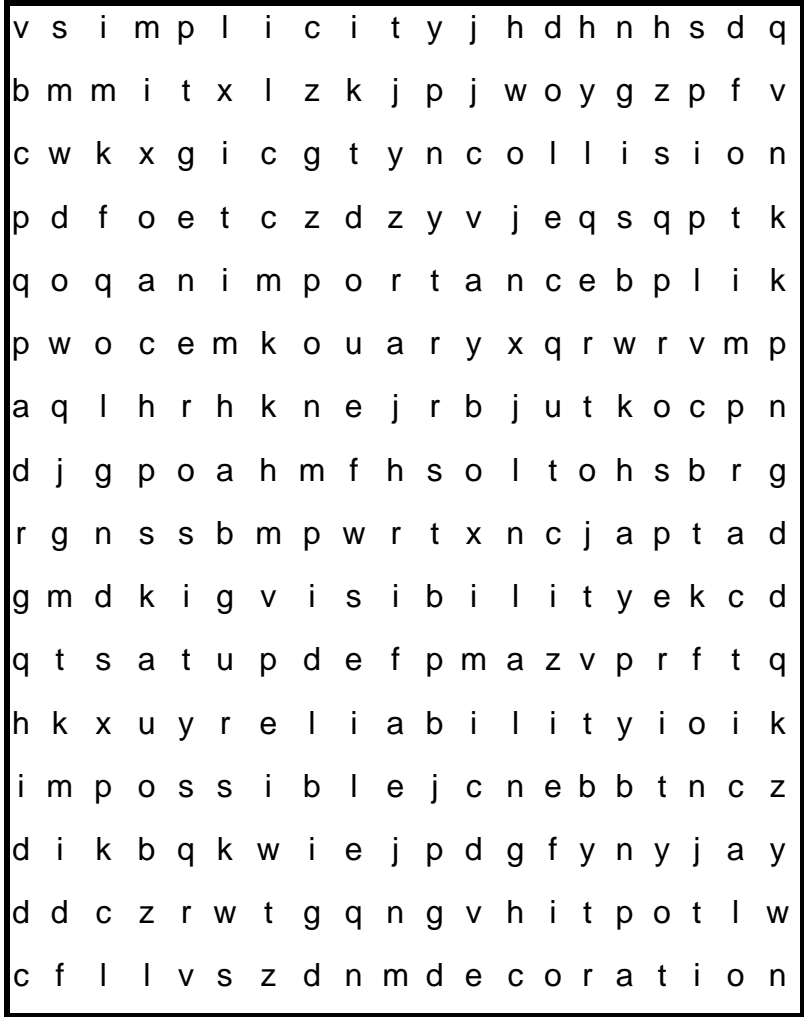 v s i m p l i c i t y j h d h n h s d q
b m m i t x l z k j p j w o y g z p f v
c w k x g i c g t y n c o l l i s i o n
p d f o e t c z d z y v j e q s q p t k
q o q a n i m p o r t a n c e b p l i k
p w o c e m k o u a r y x q r w r v m p
a q l h r h k n e j r b j u t k o c p n
d j g p o a h m f h s o l t o h s b r g
r g n s s b m p w r t x n c j a p t a d
g m d k i g v i s i b i l i t y e k c d
q t s a t u p d e f p m a z v p r f t q
h k x u y r e l i a b i l i t y i o i k
i m p o s s i b l e j c n e b b t n c z
d i k b q k w i e j p d g f y n y j a y
d d c z r w t g q n g v h i t p o t l w
c f l l v s z d n m d e c o r a t i o n